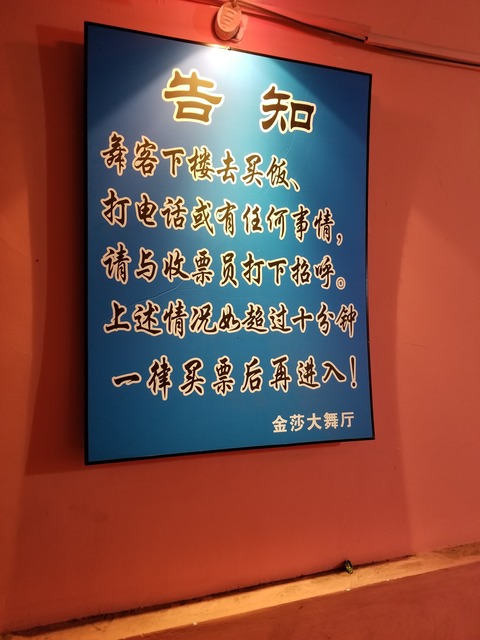 告知
舞客下楼去买饭、
打电话或有任何事情，
请与收票员打下招呼。
上述情况如超过十分钟
一律买票后再进入！
金莎大舞厅